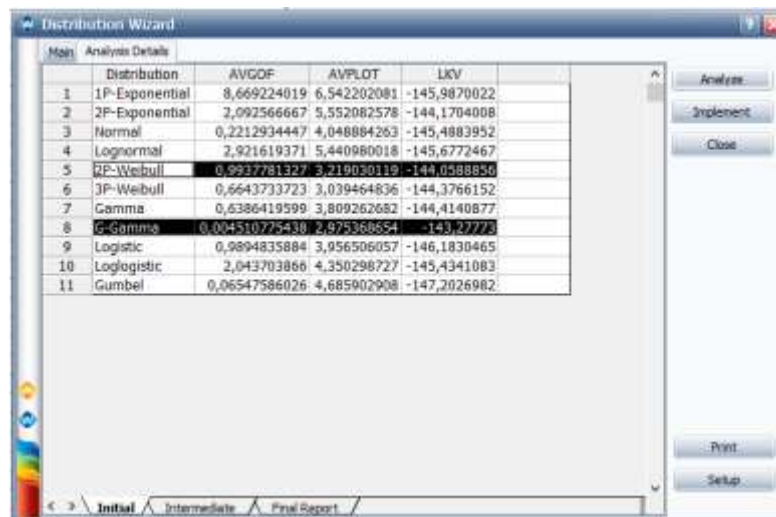 Distribution Wizard
Main Analysis Details
Distribution AVGOF AVPLOT LKV
1 1P-Exponential 8,669224019 6,542202081 -145,9870022
2 2P-Exponential 2,092566667 5,552082578 -144,1704008
3 Normal 0,2212934447 4,048884263 -145,4883952
4 Lognormal 2,921619371 5,440980018 -145,6772467
5 2P-Weibull 0,9937781327 3,219030119 -144,0588856
6 3P-Weibull 0,6643733723 3,039464836 -144,3766152
7 Gamma 0,6386419599 3,809262682 -144,4140877
8 G-Gamma 0,004510775438 2,975368654 -143,27773
9 Logistic 0,9894835884 3,956506057 -146,1830465
10 Loglogistic 2,043703866 4,350298727 -145,4341083
11 Gumbel 0,06547586026 4,685902908 -147,2026982
Analyze
Implement
Close
Print
Setup
Initial Intermediate Final Report